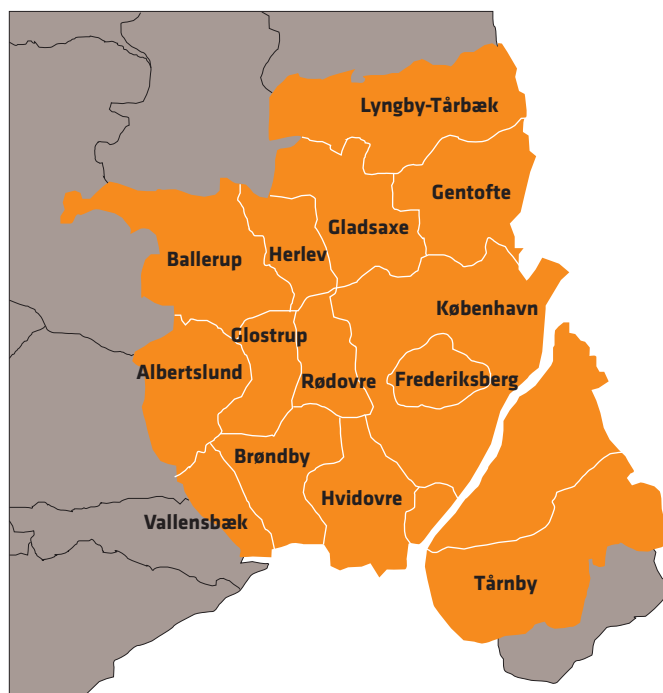 Lyngby-Tårbæk
Gentofte
Gladsaxe
Herlev
Ballerup
København
Glostrup
Albertslund
Rødovre
Frederiksberg
Brøndby
Hvidovre
Vallensbæk
Tårnby